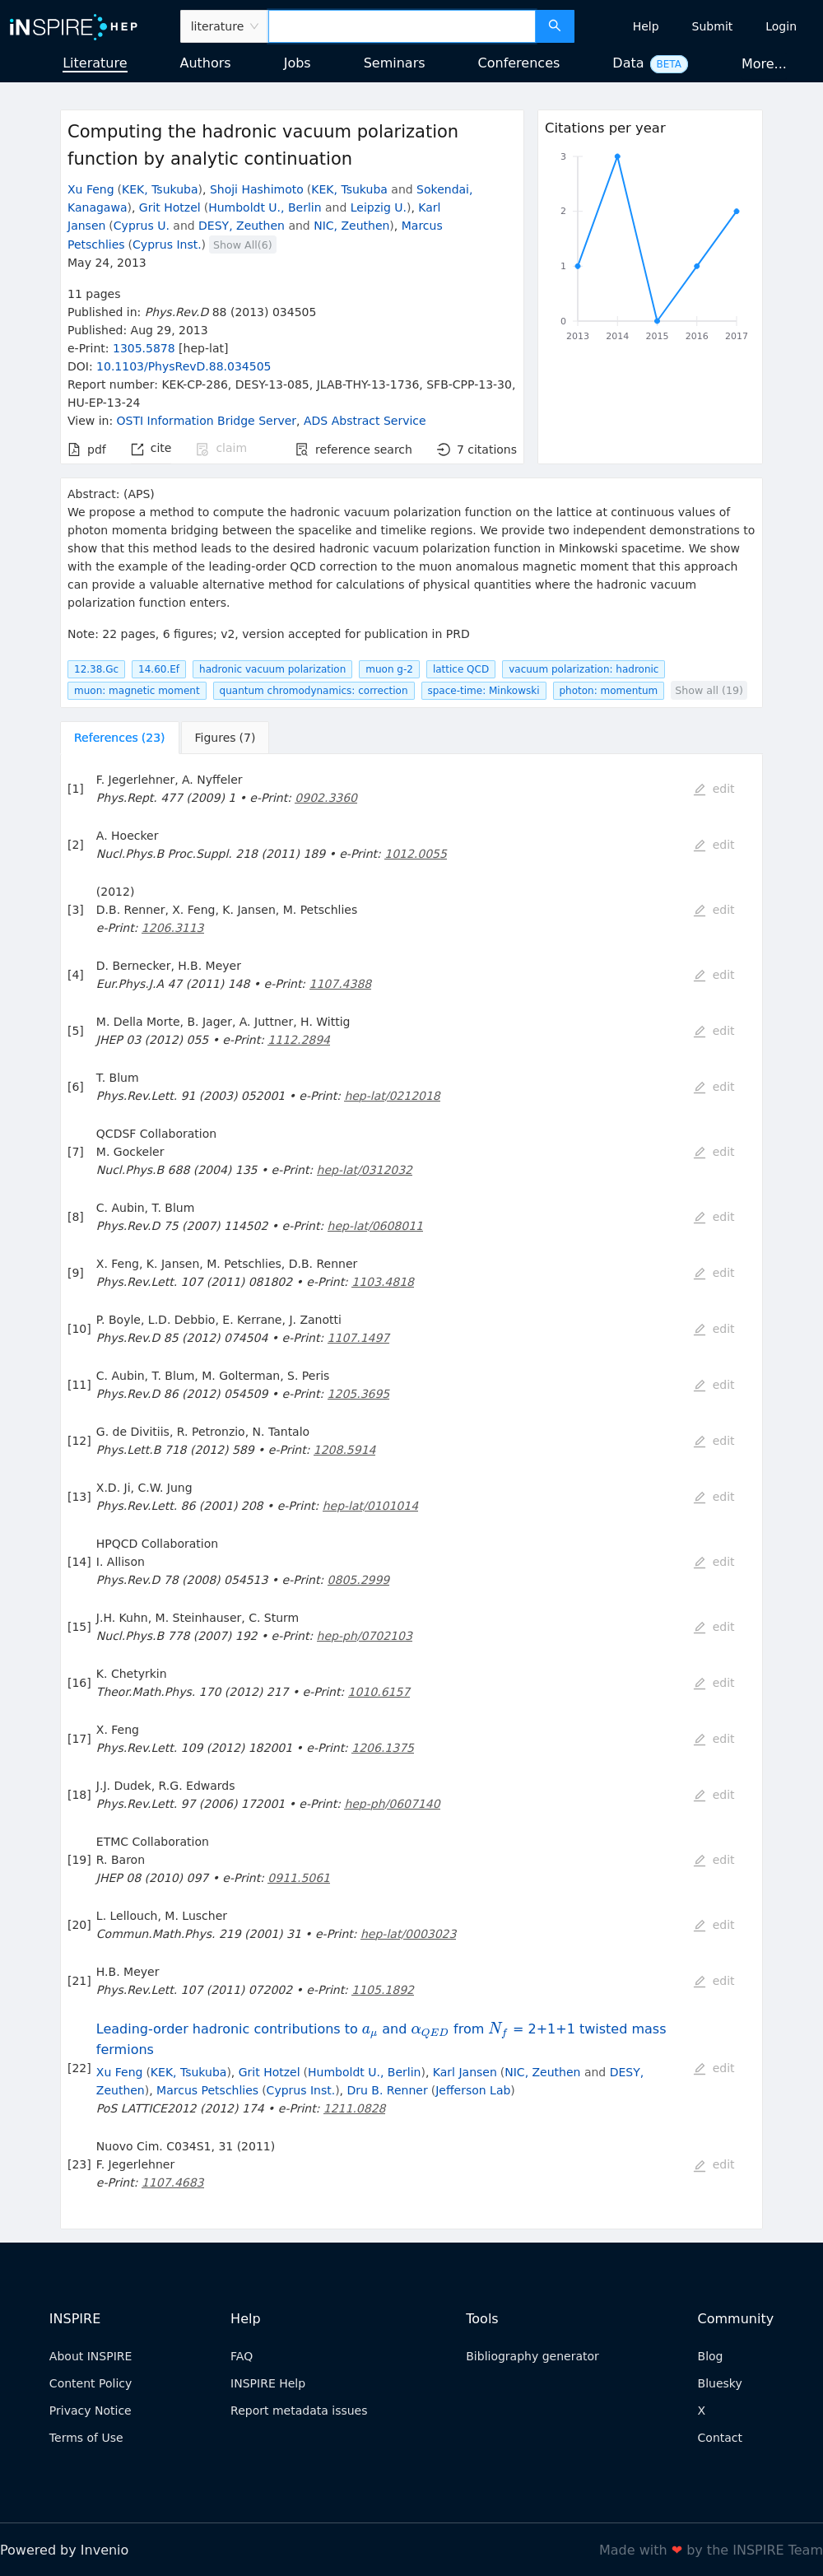 iNSPIRE HEP
literature
Help
Submit
Login
Literature
Authors
Jobs
Seminars
Conferences
Data BETA
More...
Computing the hadronic vacuum polarization
function by analytic continuation
Xu Feng (KEK, Tsukuba), Shoji Hashimoto (KEK, Tsukuba and Sokendai,
Kanagawa), Grit Hotzel (Humboldt U., Berlin and Leipzig U.), Karl
Jansen (Cyprus U. and DESY, Zeuthen and NIC, Zeuthen), Marcus
Petschlies (Cyprus Inst.) Show All(6)
May 24, 2013
11 pages
Published in: Phys.Rev.D 88 (2013) 034505
Published: Aug 29, 2013
e-Print: 1305.5878 [hep-lat]
DOI: 10.1103/PhysRevD.88.034505
Report number: KEK-CP-286, DESY-13-085, JLAB-THY-13-1736, SFB-CPP-13-30,
HU-EP-13-24
View in: OSTI Information Bridge Server, ADS Abstract Service
pdf
cite
claim
reference search
7 citations
Citations per year
3
2
1
0
2013 2014 2015 2016 2017
Abstract: (APS)
We propose a method to compute the hadronic vacuum polarization function on the lattice at continuous values of
photon momenta bridging between the spacelike and timelike regions. We provide two independent demonstrations to
show that this method leads to the desired hadronic vacuum polarization function in Minkowski spacetime. We show
with the example of the leading-order QCD correction to the muon anomalous magnetic moment that this approach
can provide a valuable alternative method for calculations of physical quantities where the hadronic vacuum
polarization function enters.
Note: 22 pages, 6 figures; v2, version accepted for publication in PRD
12.38.Gc 14.60.Ef hadronic vacuum polarization muon g-2 lattice QCD vacuum polarization: hadronic
muon: magnetic moment quantum chromodynamics: correction space-time: Minkowski photon: momentum Show all (19)
References (23)
Figures (7)
[1]
F. Jegerlehner, A. Nyffeler
Phys.Rept. 477 (2009) 1 • e-Print: 0902.3360
edit
[2]
A. Hoecker
Nucl.Phys.B Proc.Suppl. 218 (2011) 189 • e-Print: 1012.0055
edit
[3]
(2012)
D.B. Renner, X. Feng, K. Jansen, M. Petschlies
e-Print: 1206.3113
edit
[4]
D. Bernecker, H.B. Meyer
Eur.Phys.J.A 47 (2011) 148 • e-Print: 1107.4388
edit
[5]
M. Della Morte, B. Jager, A. Juttner, H. Wittig
JHEP 03 (2012) 055 • e-Print: 1112.2894
edit
[6]
T. Blum
Phys.Rev.Lett. 91 (2003) 052001 • e-Print: hep-lat/0212018
edit
[7]
QCDSF Collaboration
M. Gockeler
Nucl.Phys.B 688 (2004) 135 • e-Print: hep-lat/0312032
edit
[8]
C. Aubin, T. Blum
Phys.Rev.D 75 (2007) 114502 • e-Print: hep-lat/0608011
edit
[9]
X. Feng, K. Jansen, M. Petschlies, D.B. Renner
Phys.Rev.Lett. 107 (2011) 081802 • e-Print: 1103.4818
edit
[10]
P. Boyle, L.D. Debbio, E. Kerrane, J. Zanotti
Phys.Rev.D 85 (2012) 074504 • e-Print: 1107.1497
edit
[11]
C. Aubin, T. Blum, M. Golterman, S. Peris
Phys.Rev.D 86 (2012) 054509 • e-Print: 1205.3695
edit
[12]
G. de Divitiis, R. Petronzio, N. Tantalo
Phys.Lett.B 718 (2012) 589 • e-Print: 1208.5914
edit
[13]
X.D. Ji, C.W. Jung
Phys.Rev.Lett. 86 (2001) 208 • e-Print: hep-lat/0101014
edit
[14]
HPQCD Collaboration
I. Allison
Phys.Rev.D 78 (2008) 054513 • e-Print: 0805.2999
edit
[15]
J.H. Kuhn, M. Steinhauser, C. Sturm
Nucl.Phys.B 778 (2007) 192 • e-Print: hep-ph/0702103
edit
[16]
K. Chetyrkin
Theor.Math.Phys. 170 (2012) 217 • e-Print: 1010.6157
edit
[17]
X. Feng
Phys.Rev.Lett. 109 (2012) 182001 • e-Print: 1206.1375
edit
[18]
J.J. Dudek, R.G. Edwards
Phys.Rev.Lett. 97 (2006) 172001 • e-Print: hep-ph/0607140
edit
[19]
ETMC Collaboration
R. Baron
JHEP 08 (2010) 097 • e-Print: 0911.5061
edit
[20]
L. Lellouch, M. Luscher
Commun.Math.Phys. 219 (2001) 31 • e-Print: hep-lat/0003023
edit
[21]
H.B. Meyer
Phys.Rev.Lett. 107 (2011) 072002 • e-Print: 1105.1892
edit
[22]
Leading-order hadronic contributions to aμ and αQED from Nf = 2+1+1 twisted mass
fermions
Xu Feng (KEK, Tsukuba), Grit Hotzel (Humboldt U., Berlin), Karl Jansen (NIC, Zeuthen and DESY,
Zeuthen), Marcus Petschlies (Cyprus Inst.), Dru B. Renner (Jefferson Lab)
PoS LATTICE2012 (2012) 174 • e-Print: 1211.0828
edit
[23]
Nuovo Cim. C034S1, 31 (2011)
F. Jegerlehner
e-Print: 1107.4683
edit
INSPIRE
About INSPIRE
Content Policy
Privacy Notice
Terms of Use
Help
FAQ
INSPIRE Help
Report metadata issues
Tools
Bibliography generator
Community
Blog
Bluesky
X
Contact
Powered by Invenio
Made with ❤ by the INSPIRE Team